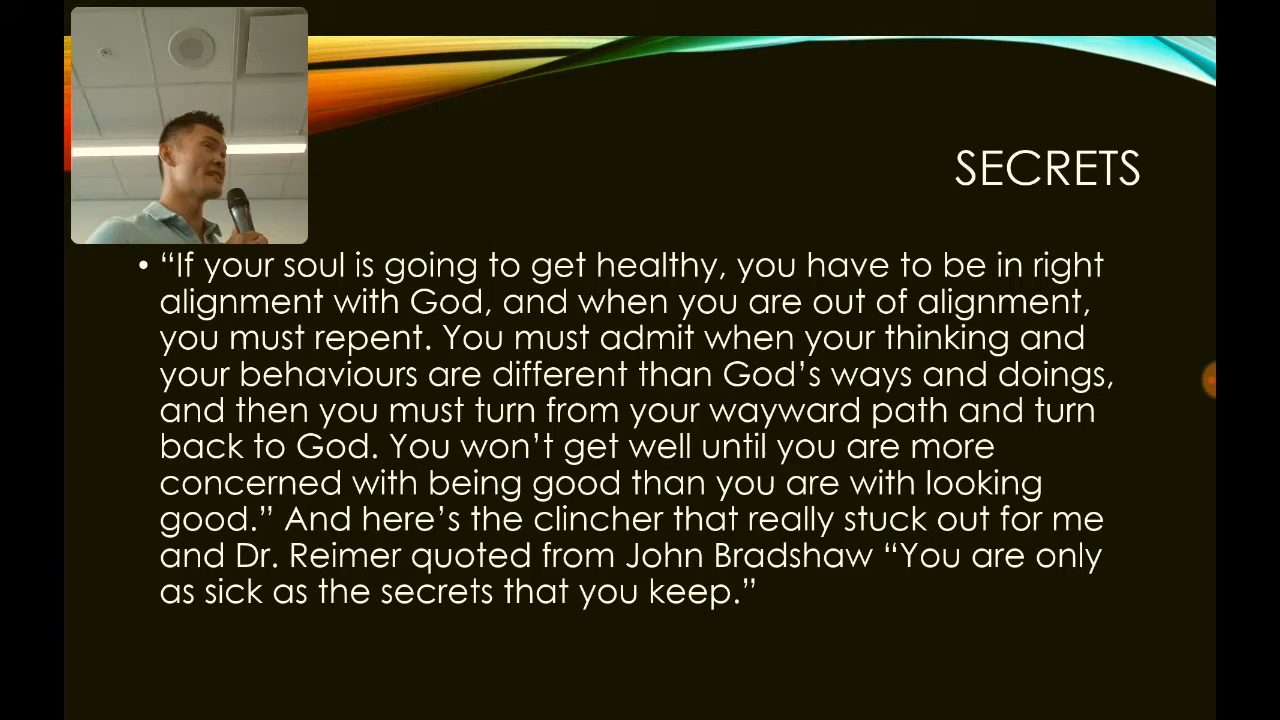 SECRETS
• “If your soul is going to get healthy, you have to be in right
alignment with God, and when you are out of alignment,
you must repent. You must admit when your thinking and
your behaviours are different than God’s ways and doings,
and then you must turn from your wayward path and turn
back to God. You won’t get well until you are more
concerned with being good than you are with looking
good.” And here’s the clincher that really stuck out for me
and Dr. Reimer quoted from John Bradshaw “You are only
as sick as the secrets that you keep.”